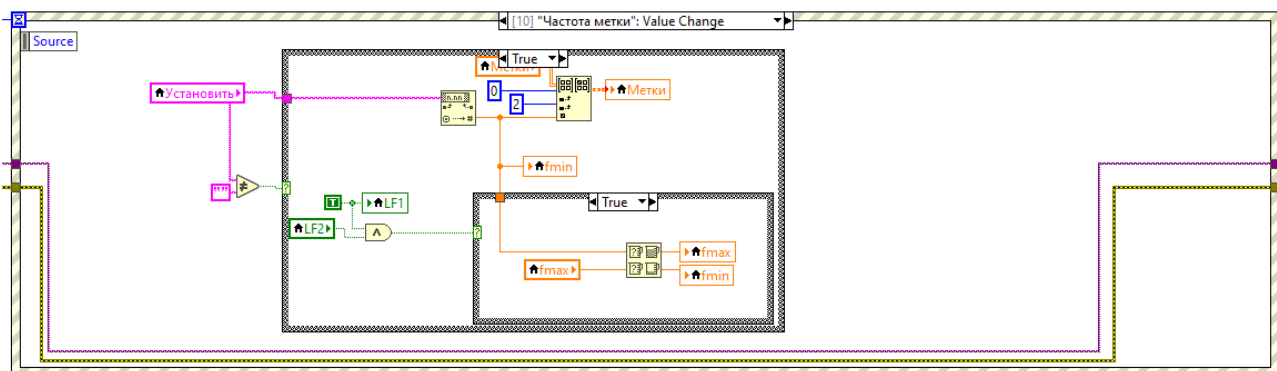 [10] "Частота метки": Value Change
Source
True
Метки
Установить
0
2
Метки
fmin
""
≠
?
T
LF1
LF2
∧
True
?
fmax
fmax
fmin